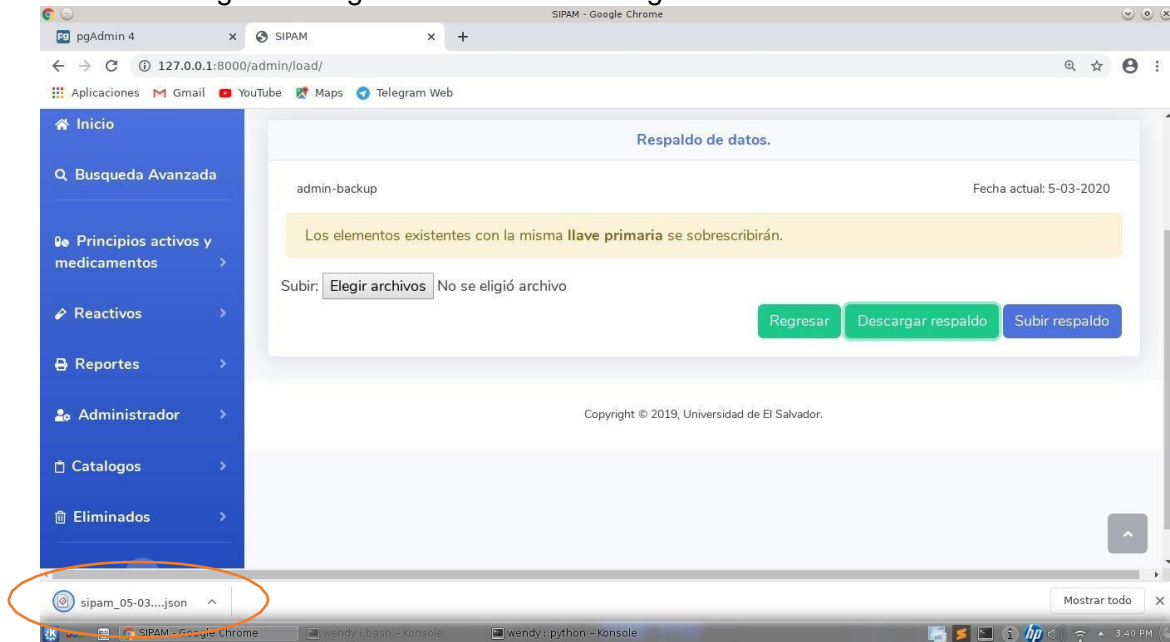 SIPAM - Google Chrome
pgAdmin 4
SIPAM
127.0.0.1:8000/admin/load/
Aplicaciones Gmail YouTube Maps Telegram Web
Inicio
Busqueda Avanzada
Principios activos y
medicamentos
Reactivos
Reportes
Administrador
Catalogos
Eliminados
Respaldo de datos.
admin-backup
Fecha actual: 5-03-2020
Los elementos existentes con la misma llave primaria se sobrescribirán.
Subir: Elegir archivos No se eligió archivo
Regresar Descargar respaldo Subir respaldo
Copyright © 2019, Universidad de El Salvador.
sipam_05-03....json
Mostrar todo
SIPAM - Google Chrome
wendy : bash - Konsole
wendy : python - Konsole
hp
3:40 PM